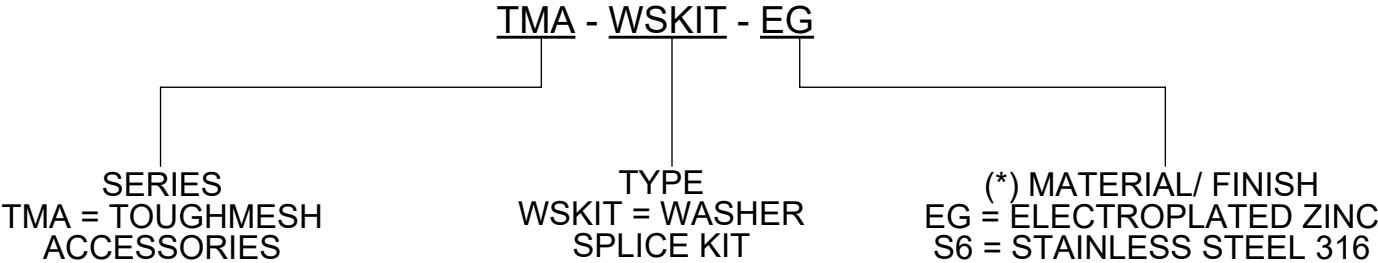 TMA - WSKIT - EG
SERIES
TMA = TOUGHMESH
ACCESSORIES
TYPE
WSKIT = WASHER
SPLICE KIT
(*) MATERIAL/ FINISH
EG = ELECTROPLATED ZINC
S6 = STAINLESS STEEL 316